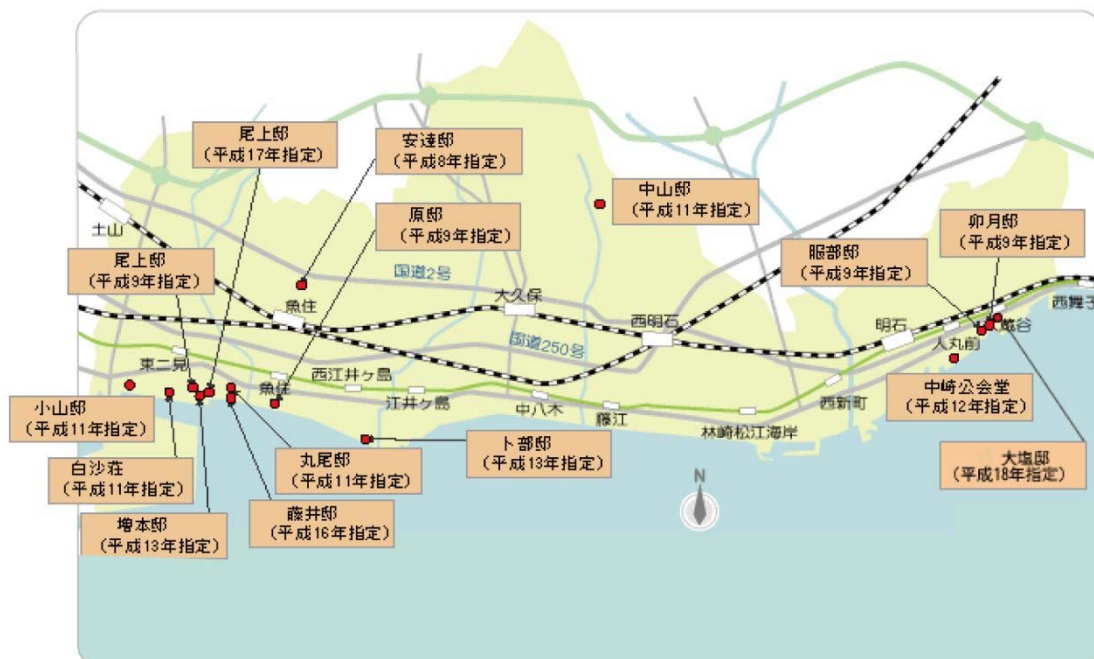 尾上邸
(平成17年指定)
安達邸
(平成8年指定)
中山邸
(平成11年指定)
卯月邸
(平成9年指定)
原邸
(平成9年指定)
服部邸
(平成9年指定)
尾上邸
(平成9年指定)
土山
国道2号
魚住
大久保
西明石
国道250号
明石
西舞子
大蔵谷
人丸前
東二見
西江井ヶ島
魚住
江井ヶ島
中八木
藤江
林崎松江海岸
西新町
小山邸
(平成11年指定)
中崎公会堂
(平成12年指定)
卜部邸
(平成13年指定)
白沙荘
(平成11年指定)
丸尾邸
(平成11年指定)
大塩邸
(平成18年指定)
増本邸
(平成13年指定)
藤井邸
(平成16年指定)
N